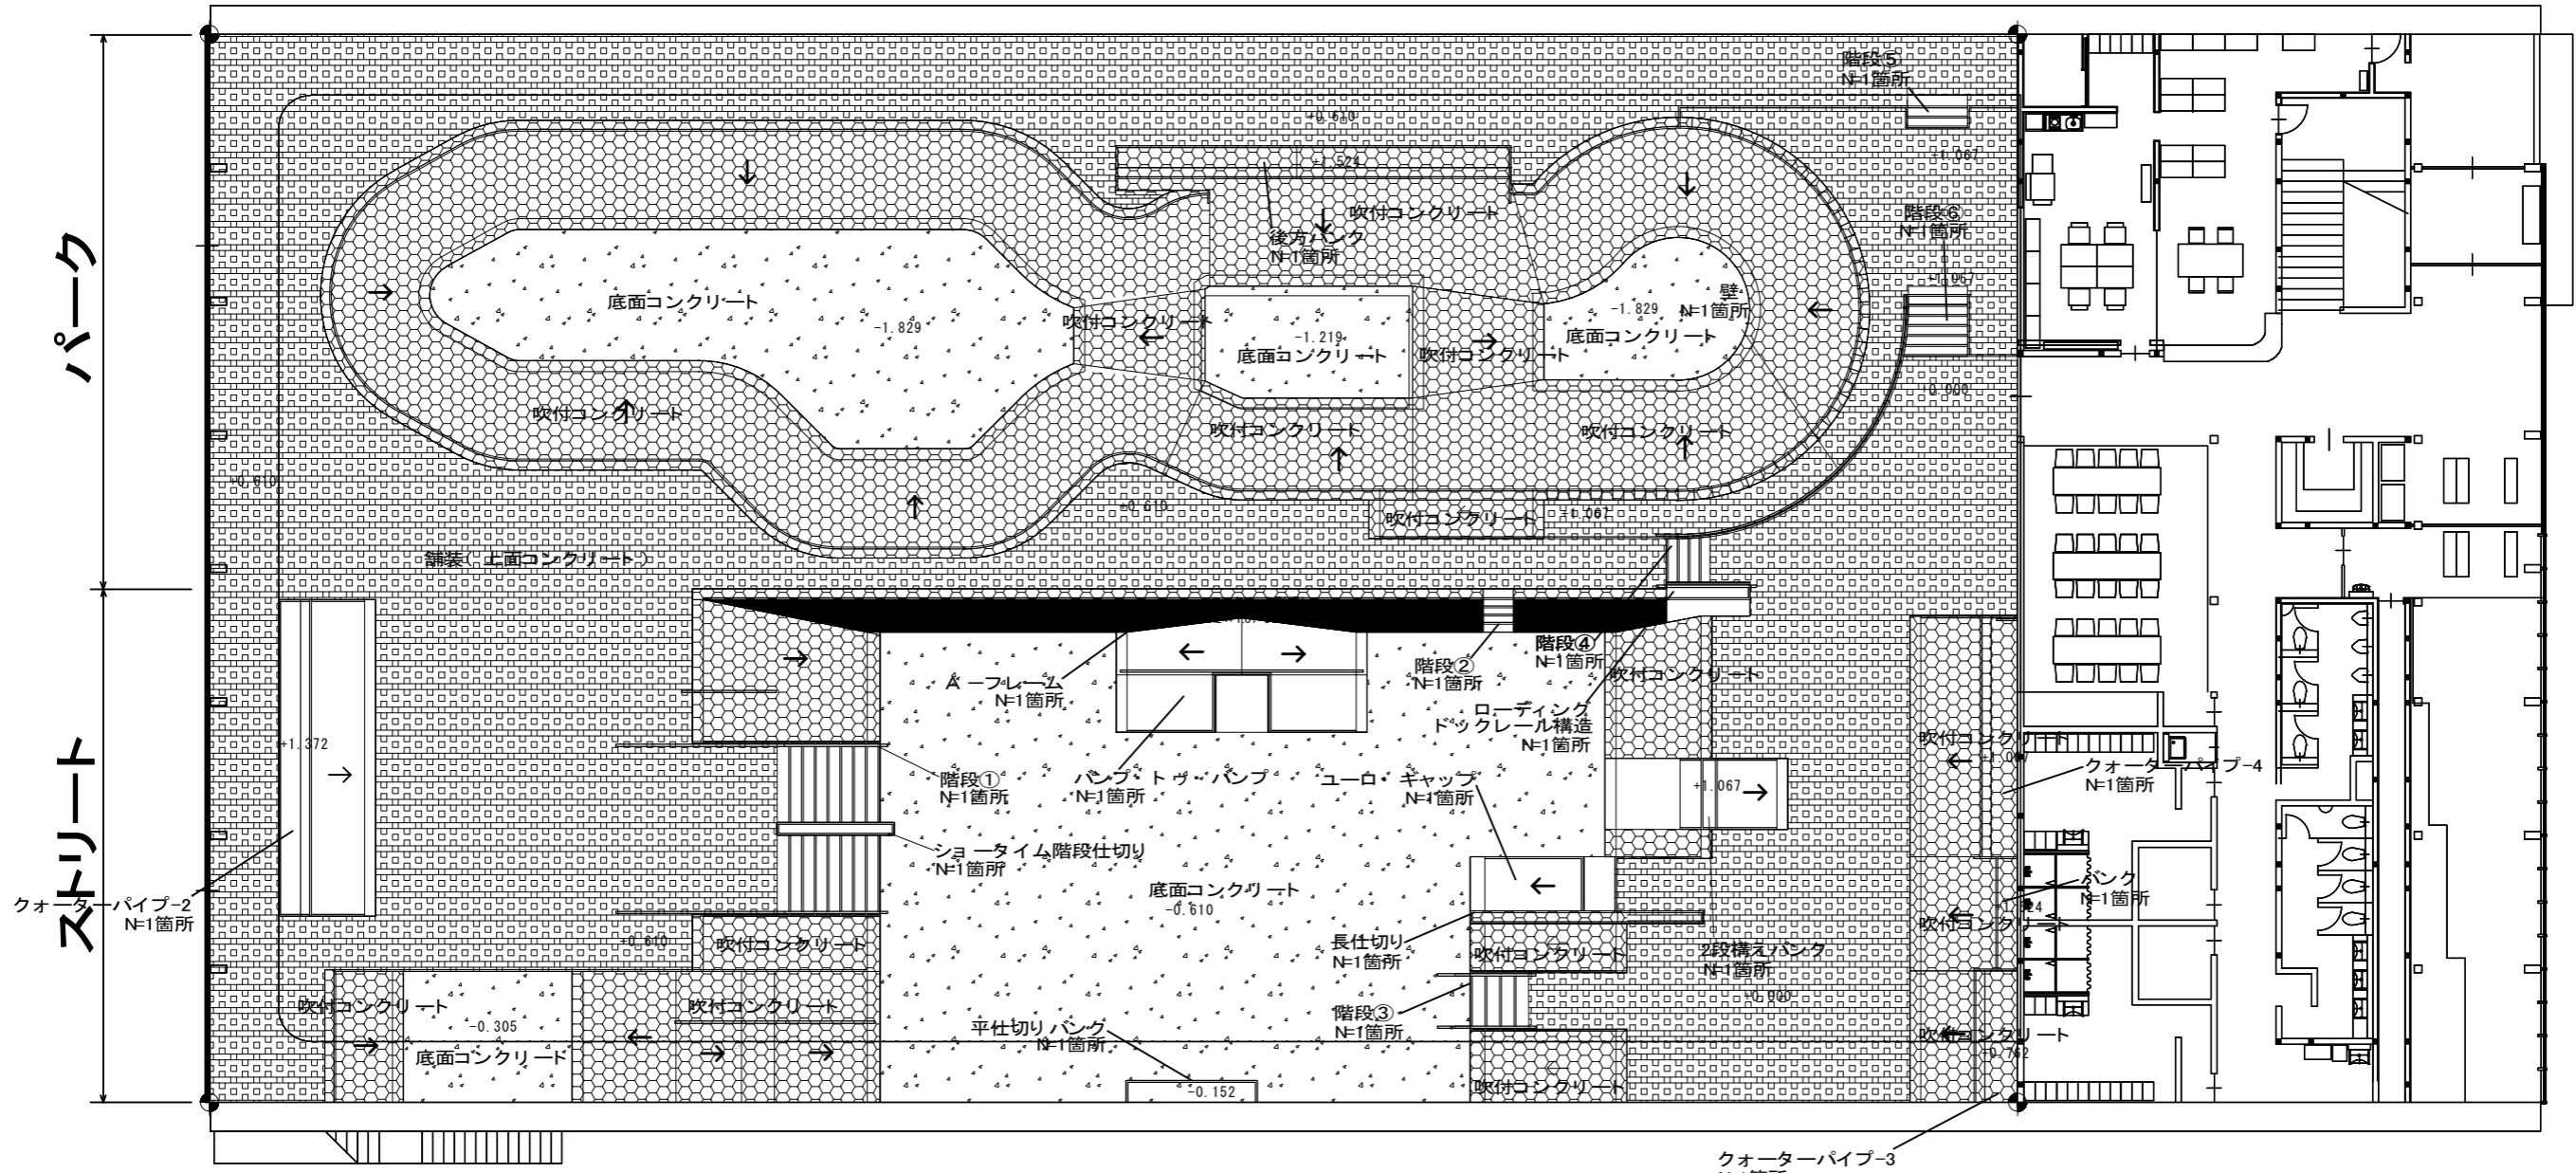 パーク
ストリート
階段⑤
N=1箇所
+0.610
+1.524
+1.067
吹付コンクリート
後方バンク
N=1箇所
階段⑥
N=1箇所
+1.067
底面コンクリート
-1.829
吹付コンクリート
-1.219
底面コンクリート
吹付コンクリート
壁
N=1箇所
-1.829
底面コンクリート
+0.000
吹付コンクリート
吹付コンクリート
吹付コンクリート
+0.610
+0.610
吹付コンクリート
-1.067
舗装(上面コンクリート)
A－フレーム
N=1箇所
階段②
N=1箇所
階段④
N=1箇所
吹付コンクリート
ローディング
ドックレール構造
N=1箇所
+1.372
階段①
N=1箇所
バンプ・トゥ・バンプ
N=1箇所
ユーロ・ギャップ
N=1箇所
+1.067
吹付コンクリート
クォーターパイプ-4
N=1箇所
ショータイム階段仕切り
N=1箇所
底面コンクリート
-0.610
バンク
N=1箇所
吹付コンクリート
クォーターパイプ-2
N=1箇所
+0.610
吹付コンクリート
長仕切り
N=1箇所
吹付コンクリート
2段構えバンク
N=1箇所
+0.000
吹付コンクリート
-0.305
底面コンクリート
吹付コンクリート
平仕切りバンク
N=1箇所
階段③
N=1箇所
吹付コンクリート
+0.762
-0.152
吹付コンクリート
クォーターパイプ-3